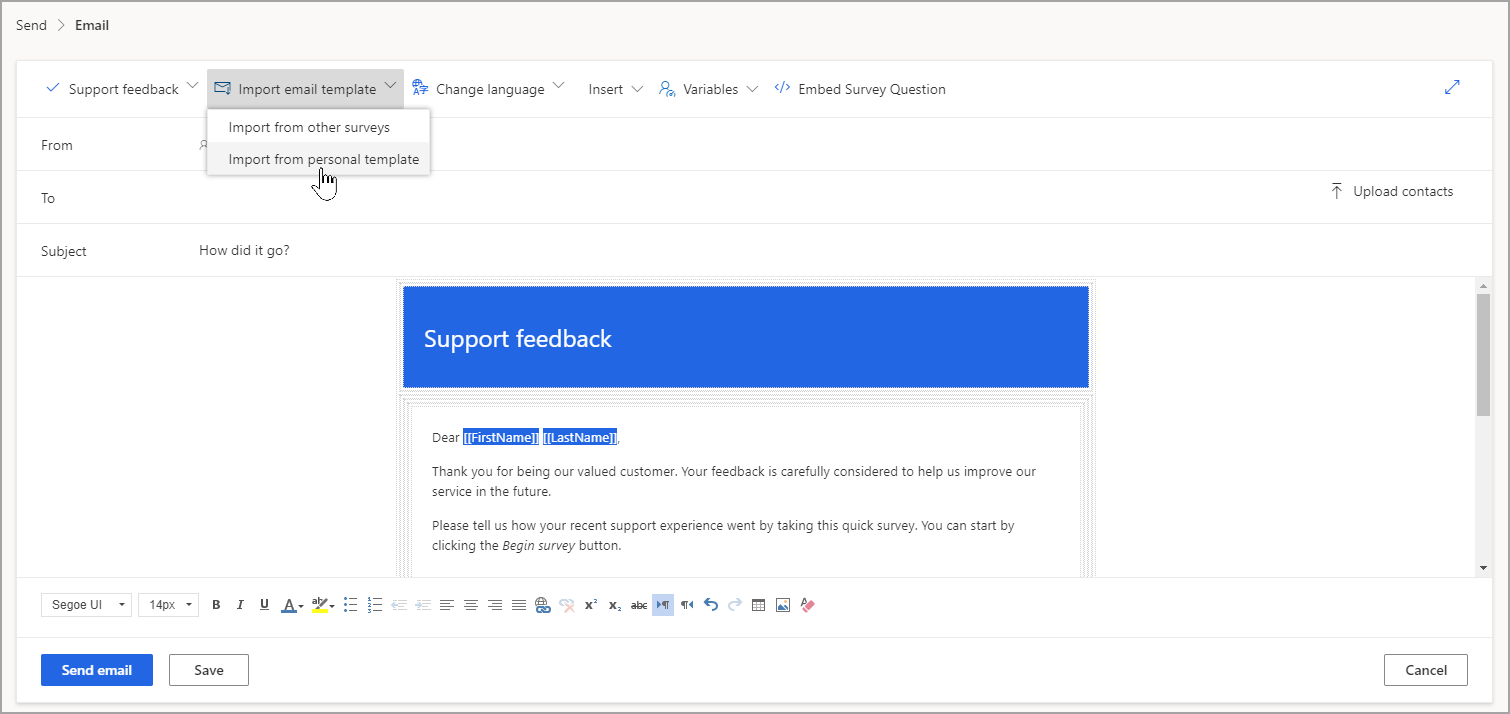 Send > Email
Support feedback Import email template Change language Insert Variables </> Embed Survey Question
Import from other surveys
From
Import from personal template
To
Upload contacts
Subject How did it go?
Support feedback
Dear [[FirstName]] [[LastName]],
Thank you for being our valued customer. Your feedback is carefully considered to help us improve our
service in the future.
Please tell us how your recent support experience went by taking this quick survey. You can start by
clicking the Begin survey button.
Segoe UI 14px B I U A ab x² x₂ abc
Send email Save Cancel